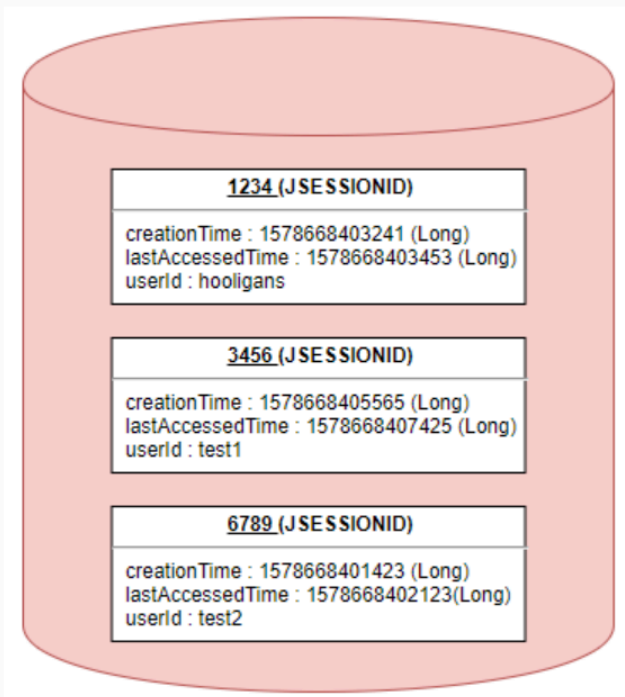 1234 (JSESSIONID)
creationTime : 1578668403241 (Long)
lastAccessedTime : 1578668403453 (Long)
userId : hooligans
3456 (JSESSIONID)
creationTime : 1578668405565 (Long)
lastAccessedTime : 1578668407425 (Long)
userId : test1
6789 (JSESSIONID)
creationTime : 1578668401423 (Long)
lastAccessedTime : 1578668402123(Long)
userId : test2